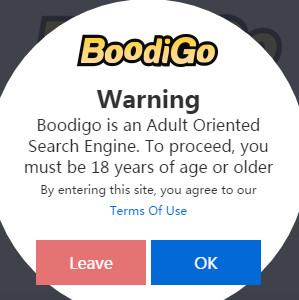 BoodiGo
Warning
Boodigo is an Adult Oriented
Search Engine. To proceed, you
must be 18 years of age or older
By entering this site, you agree to our
Terms Of Use
Leave
OK